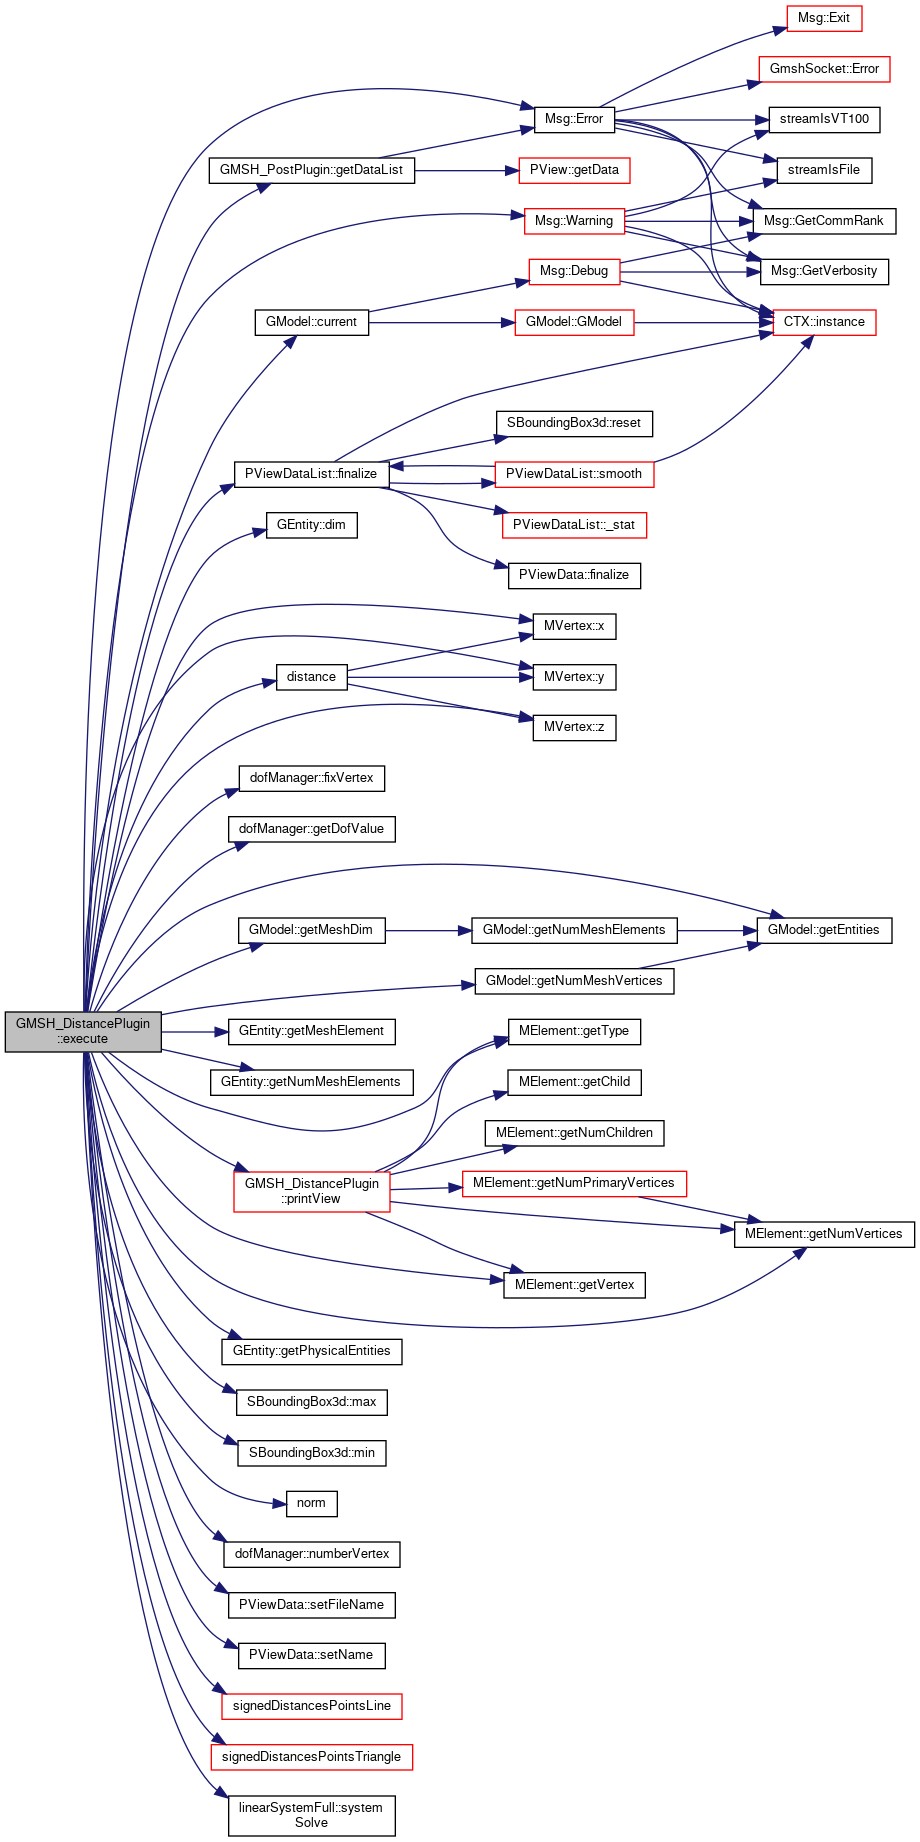 Msg::Exit
GmshSocket::Error
Msg::Error
streamIsVT100
GMSH_PostPlugin::getDataList
PView::getData
streamIsFile
Msg::Warning
Msg::GetCommRank
Msg::Debug
Msg::GetVerbosity
GModel::current
GModel::GModel
CTX::instance
SBoundingBox3d::reset
PViewDataList::finalize
PViewDataList::smooth
GEntity::dim
PViewDataList::_stat
PViewData::finalize
MVertex::x
distance
MVertex::y
MVertex::z
dofManager::fixVertex
dofManager::getDofValue
GModel::getMeshDim
GModel::getNumMeshElements
GModel::getEntities
GModel::getNumMeshVertices
GMSH_DistancePlugin
::execute
GEntity::getMeshElement
MElement::getType
GEntity::getNumMeshElements
MElement::getChild
MElement::getNumChildren
GMSH_DistancePlugin
::printView
MElement::getNumPrimaryVertices
MElement::getNumVertices
MElement::getVertex
GEntity::getPhysicalEntities
SBoundingBox3d::max
SBoundingBox3d::min
norm
dofManager::numberVertex
PViewData::setFileName
PViewData::setName
signedDistancesPointsLine
signedDistancesPointsTriangle
linearSystemFull::system
Solve